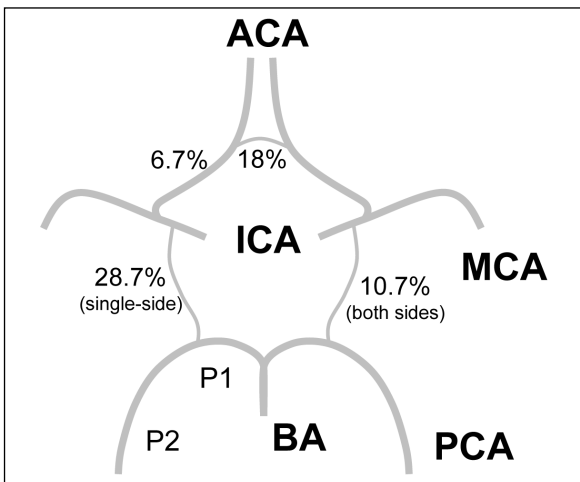 ACA
6.7%
18%
ICA
MCA
28.7%
(single-side)
10.7%
(both sides)
P1
P2
BA
PCA